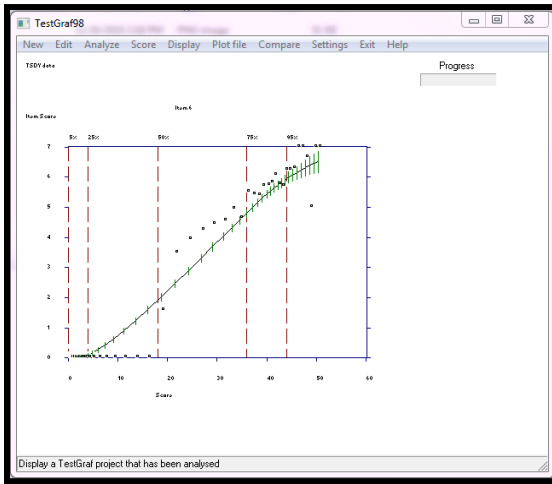 TestGraf98
New Edit Analyze Score Display Plot file Compare Settings Exit Help
TSDY data
Progress
Item 6
Item Score
5% 25% 50% 75% 95%
7
6
5
4
3
2
1
0
0 10 20 30 40 50 60
Score
Display a TestGraf project that has been analysed